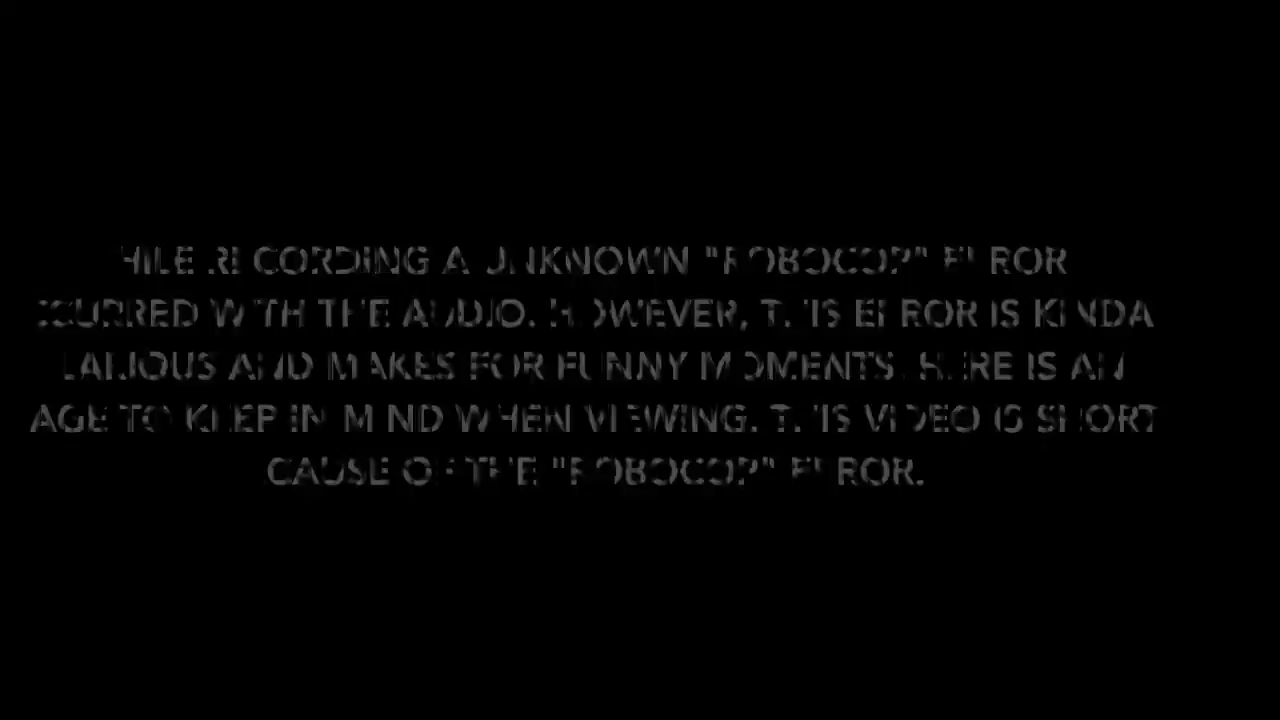 WHILE RECORDING A UNKNOWN "ROBOCOP" ERROR
OCCURRED WITH THE AUDIO. HOWEVER, THIS ERROR IS KINDA
HILARIOUS AND MAKES FOR FUNNY MOMENTS. HERE IS AN
TO KEEP IN MIND WHEN VIEWING. THIS VIDEO IS SHORT
BECAUSE OF THE "ROBOCOP" ERROR.